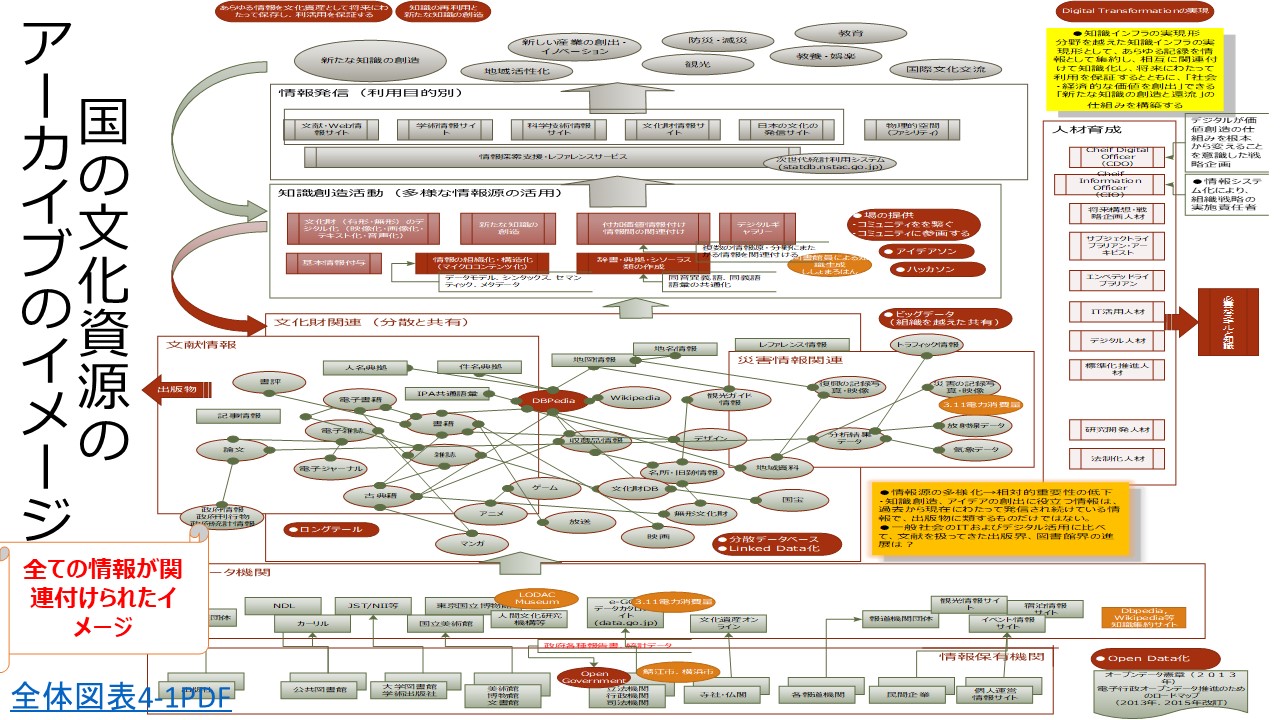 国の文化資源の
アーカイブのイメージ
あらゆる情報を文化資産として将来にわ
たって保存し、利活用を保証する
知識の再利用と
新たな知識の創造
Digital Transformationの実現
新たな知識の創造
新しい産業の創出・
イノベーション
地域活性化
防災・減災
観光
教育
教養・娯楽
国際文化交流
●知識インフラの実現形
分野を越えた知識インフラの実
現形として、あらゆる記録を情
報として集約し、相互に関連付
けて知識化し、将来にわたって
利用を保証するとともに、「社会
・経済的な価値を創出」できる
「新たな知識の創造と還流」の
仕組みを構築する
情報発信（利用目的別）
文献・Web情
報サイト
学術情報サイ
ト
科学技術情報
サイト
文化財情報サ
イト
日本の文化の
発信サイト
物理的空間
（ファシリティ）
情報探索支援・レファレンスサービス
次世代統計利用システム
(statdb.nstac.go.jp)
知識創造活動（多様な情報源の活用）
文化財（有形・無形）のデ
ジタル化（映像化・画像化・
テキスト化・音声化）
新たな知識の
創造
付加価値情報付け
情報間の関連付け
デジタルギ
ャラリー
●場の提供
・コミュニティをを繋ぐ
・コミュニティに参画する
●アイデアソン
●ハッカソン
基本情報付与
情報の組織化・構造化
（マイクロコンテンツ化）
辞書・典拠・シソーラス
類の作成
複数の情報源・分野にまた
がる情報を関連付ける
図書館員による知
識生成
ししょまろはん
データモデル、シンタックス、セマン
ティック、メタデータ
同音異義語、同義語
語彙の共通化
人材育成
Cheif Digital
Officer
(CDO)
Cheif
Information
Officer
(CIO)
将来構想・戦
略企画人材
サブジェクトライ
ブラリアン・アー
キビスト
エンベデッドライ
ブラリアン
IT活用人材
デジタル人材
標準化推進人
材
研究開発人材
法制化人材
デジタルが価
値創造の仕
組みを根本
から変えること
を意識した戦
略企画
●情報システ
ム化により、
組織戦略の
実施責任者
必要なスキルと知識
文化財関連（分散と共有）
●ビッグデータ
（組織を越えた共有）
文献情報
災害情報関連
出版物
人名典拠
件名典拠
地図情報
地名情報
レファレンス情報
トラフィック情報
書評
電子書籍
IPA共通語彙
DBPedia
Wikipedia
観光ガイド
情報
復興の記録写
真・映像
災害の記録写
真・映像
3.11電力消費量
記事情報
電子雑誌
書籍
論文
雑誌
収蔵品情報
デザイン
分析結果
データ
放射線データ
気象データ
電子ジャーナル
名所・旧跡情報
地域資料
古典籍
ゲーム
文化財DB
国宝
政府情報
政府刊行物
政府統計情報
アニメ
放送
無形文化財
映画
マンガ
●ロングテール
●分散データベース
●Linked Data化
●情報源の多様化→相対的重要性の低下
・知識創造、アイデアの創出に役立つ情報は、
過去から現在にわたって発信され続けている情
報で、出版物に類するものだけではない。
●一般社会のITおよびデジタル活用に比べ
て、文献を扱ってきた出版界、図書館界の進
展は？
全ての情報が関
連付けられたイ
メージ
ータ機関
団体
NDL
カーリル
JST/NII等
国立美術館
東京国立博物館
LODAC
Museum
人間文化研究
機構等
データカタログサ
イト
(data.go.jp)
3.11電力消費量
文化遺産オン
ライン
報道機関団体
観光情報サイ
ト
イベント情報
サイト
宿泊情報
サイト
Dbpedia、
Wikipedia等
知識集約サイト
政府各種報告書、統計データ
情報保有機関
公共図書館
大学図書館
学術出版社
美術館
博物館
文書館
Open
Government
立法機関
行政機関
司法機関
鯖江市、横浜市
寺社・仏閣
各報道機関
民間企業
個人運営
情報サイト
●Open Data化
オープンデータ憲章（２０１３
年）
電子行政オープンデータ推進のため
のロードマップ
（2013年、2015年改訂）
全体図表4-1PDF